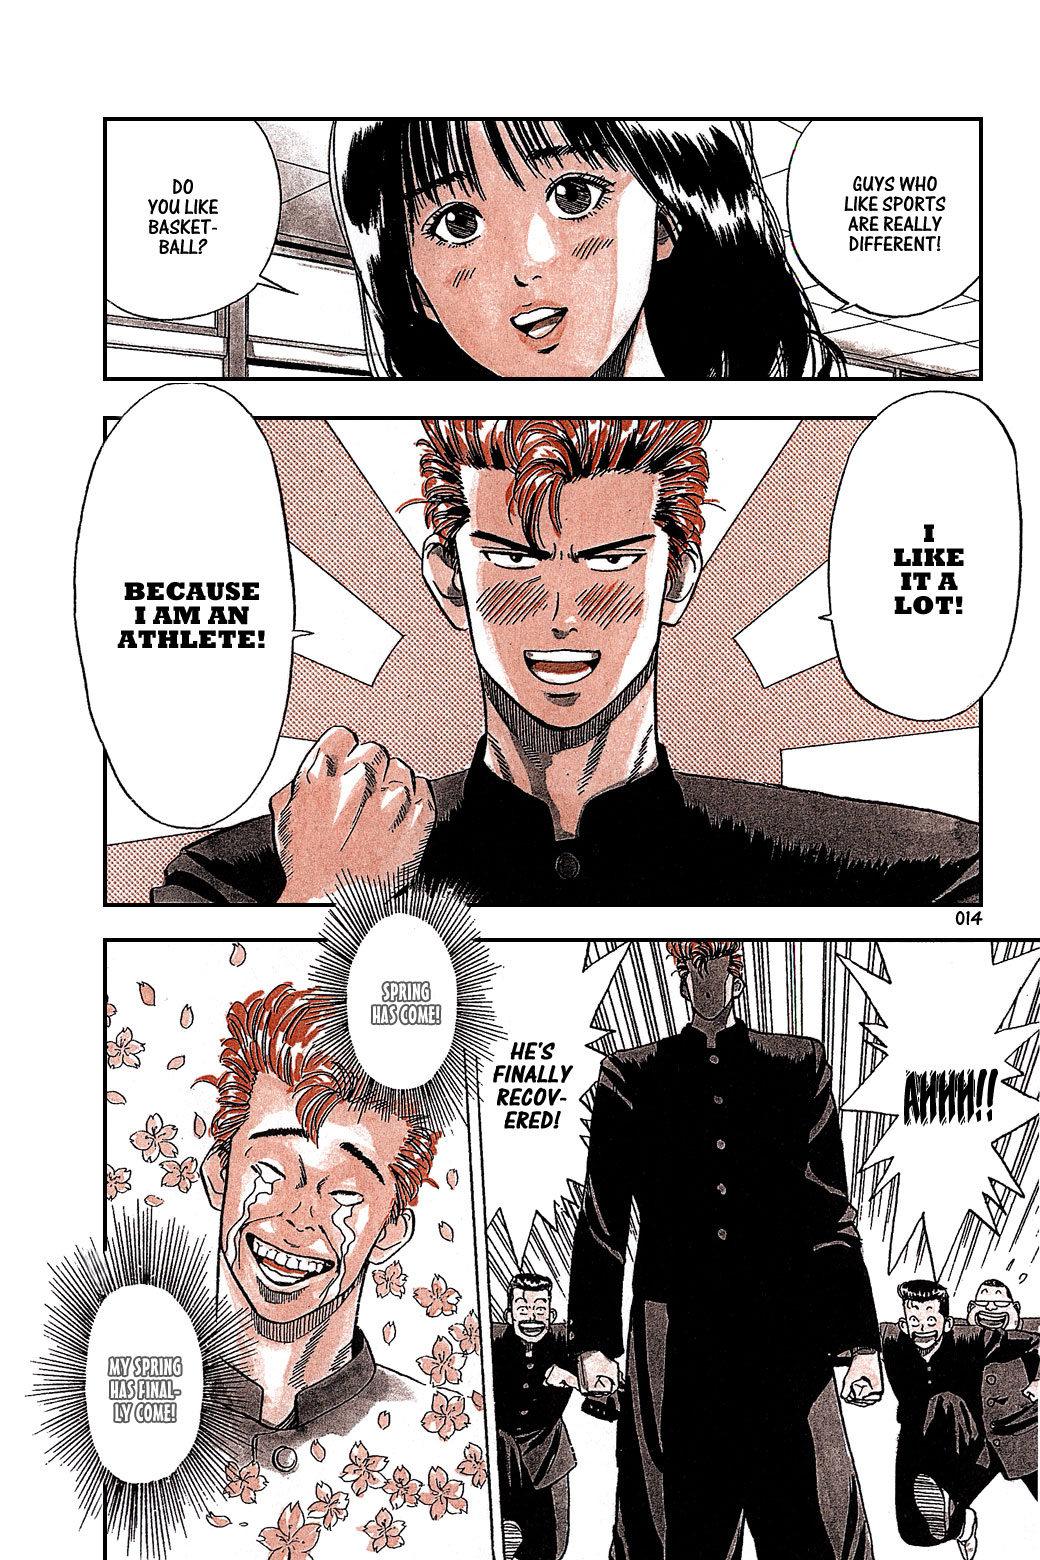 GUYS WHO
LIKE SPORTS
ARE REALLY
DIFFERENT!
DO
YOU LIKE
BASKET-
BALL?
I
LIKE
IT A
LOT!
BECAUSE
I AM AN
ATHLETE!
014
AHHHH!!
HE'S
FINALLY
RECOV-
ERED!
SPRING
HAS COME!
MY SPRING
HAS FINAL-
LY COME!